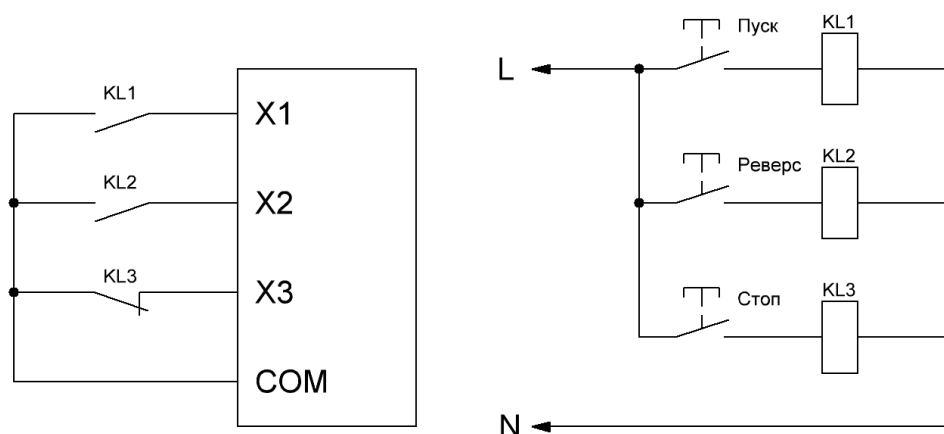 KL1
X1
KL2
X2
KL3
X3
COM
L
Пуск
KL1
Реверс
KL2
Стоп
KL3
N